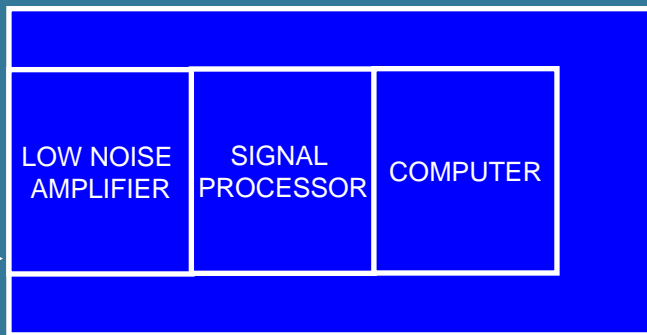 LOW NOISE
AMPLIFIER
SIGNAL
PROCESSOR
COMPUTER